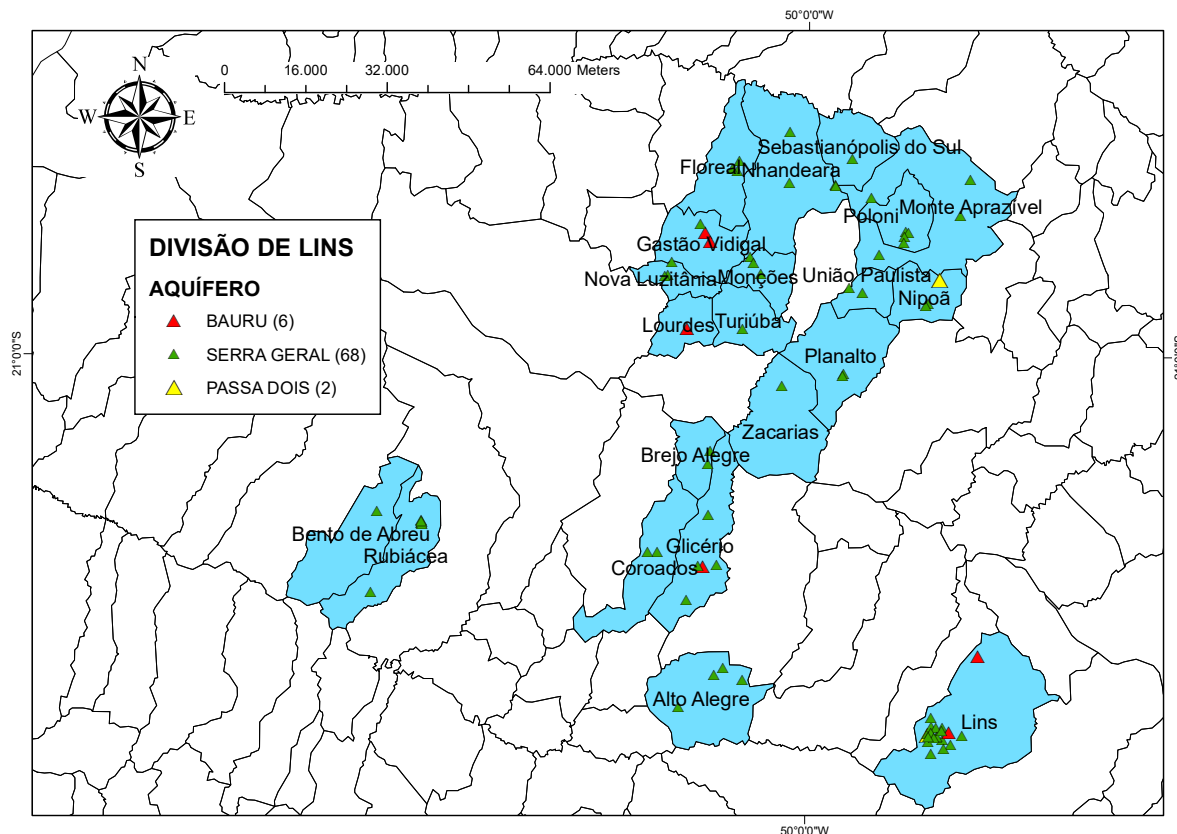 50°0'0"W
N
W
E
S
0 16.000 32.000 64.000 Meters
Sebastianópolis do Sul
Floreal
Nhandeara
Monte Aprazível
Poloni
DIVISÃO DE LINS
AQUÍFERO
BAURU (6)
SERRA GERAL (68)
PASSA DOIS (2)
Gastão Vidigal
Nova Luzitânia
Monções
União Paulista
Nipoã
Lourdes
Turiúba
21°0'0"S
Planalto
Zacarias
Brejo Alegre
Bento de Abreu
Rubiácea
Glicério
Coroados
Alto Alegre
Lins
50°0'0"W